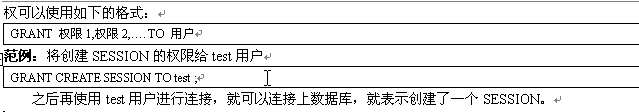 权可以使用如下的格式：
GRANT 权限 1,权限 2,…. TO 用户
范例：将创建 SESSION 的权限给 test 用户
GRANT CREATE SESSION TO test ;
之后再使用 test 用户进行连接，就可以连接上数据库，就表示创建了一个 SESSION。